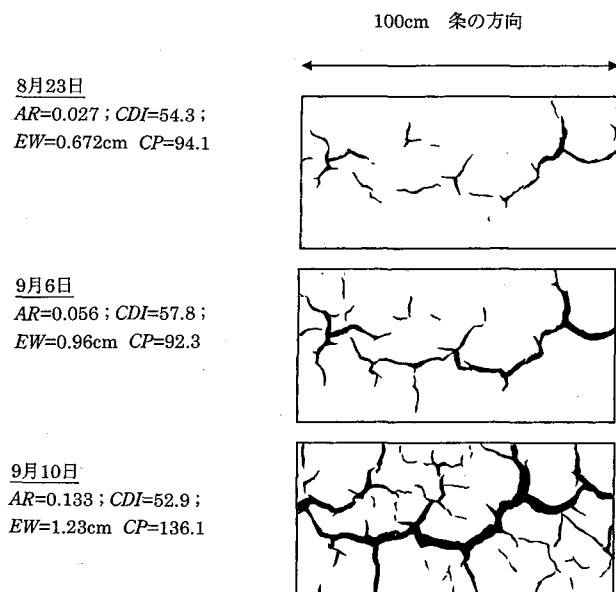 100cm 条の方向
8月23日
AR=0.027 ; CDI=54.3 ;
EW=0.672cm CP=94.1
9月6日
AR=0.056 ; CDI=57.8 ;
EW=0.96cm CP=92.3
9月10日
AR=0.133 ; CDI=52.9 ;
EW=1.23cm CP=136.1